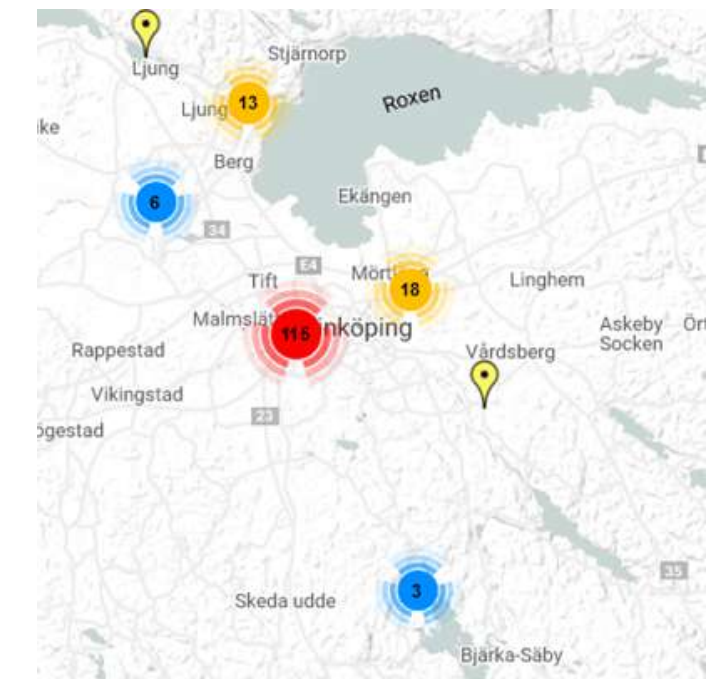 Stjärnorp
Ljung
Roxen
13
Ljung
ke
Berg
6
Ekängen
34
E4
Mört
Tift
18
Linghem
Malmslät
115
nköping
Askeby
Socken
Ört
Rappestad
Vårdsberg
Vikingstad
23
ögestad
35
3
Skeda udde
Bjärka-Säby